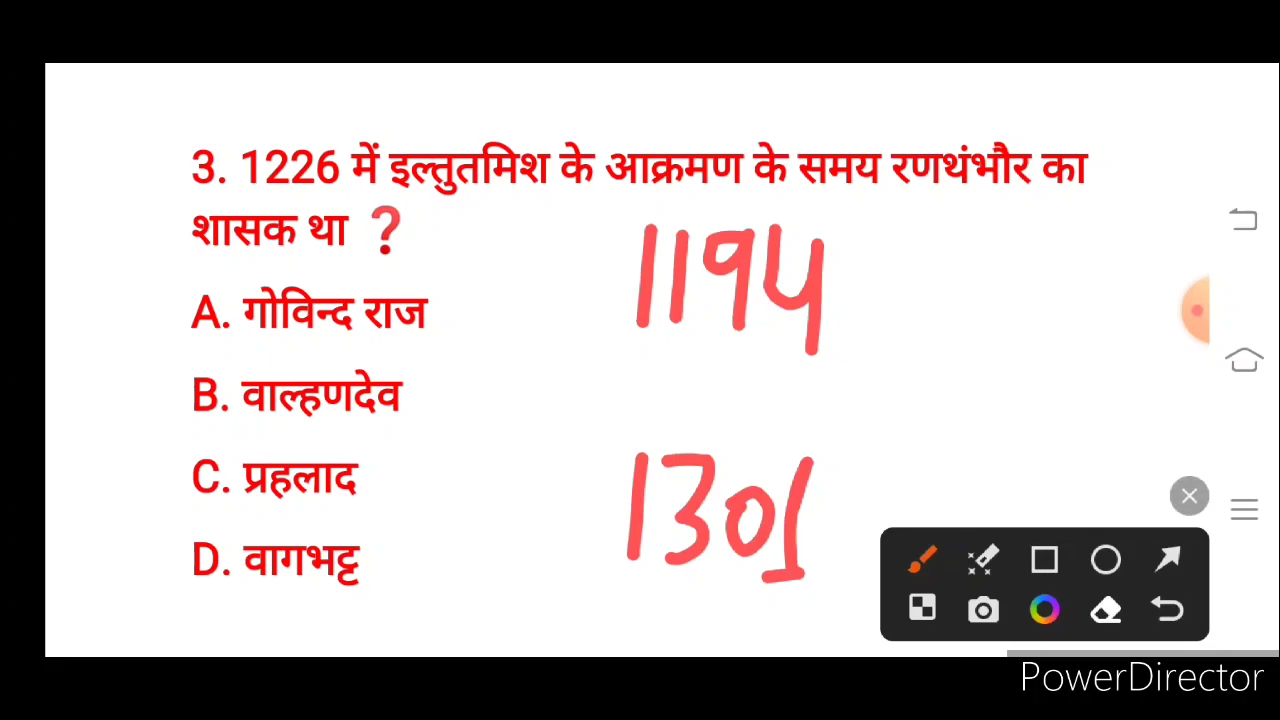 3. 1226 में इल्तुतमिश के आक्रमण के समय रणथंभौर का
शासक था ❓
1194
A. गोविन्द राज
B. वाल्हणदेव
C. प्रहलाद
1301
D. वागभट्ट
PowerDirector